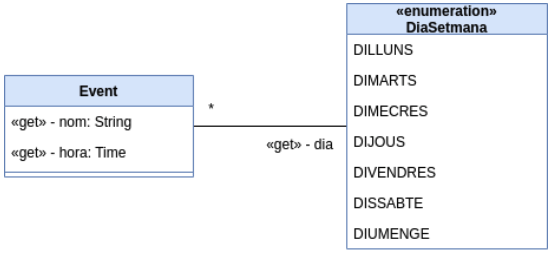 Event
«get» - nom: String
«get» - hora: Time
*
«get» - dia
«enumeration»
DiaSetmana
DILLUNS
DIMARTS
DIMECRES
DIJOUS
DIVENDRES
DISSABTE
DIUMENGE